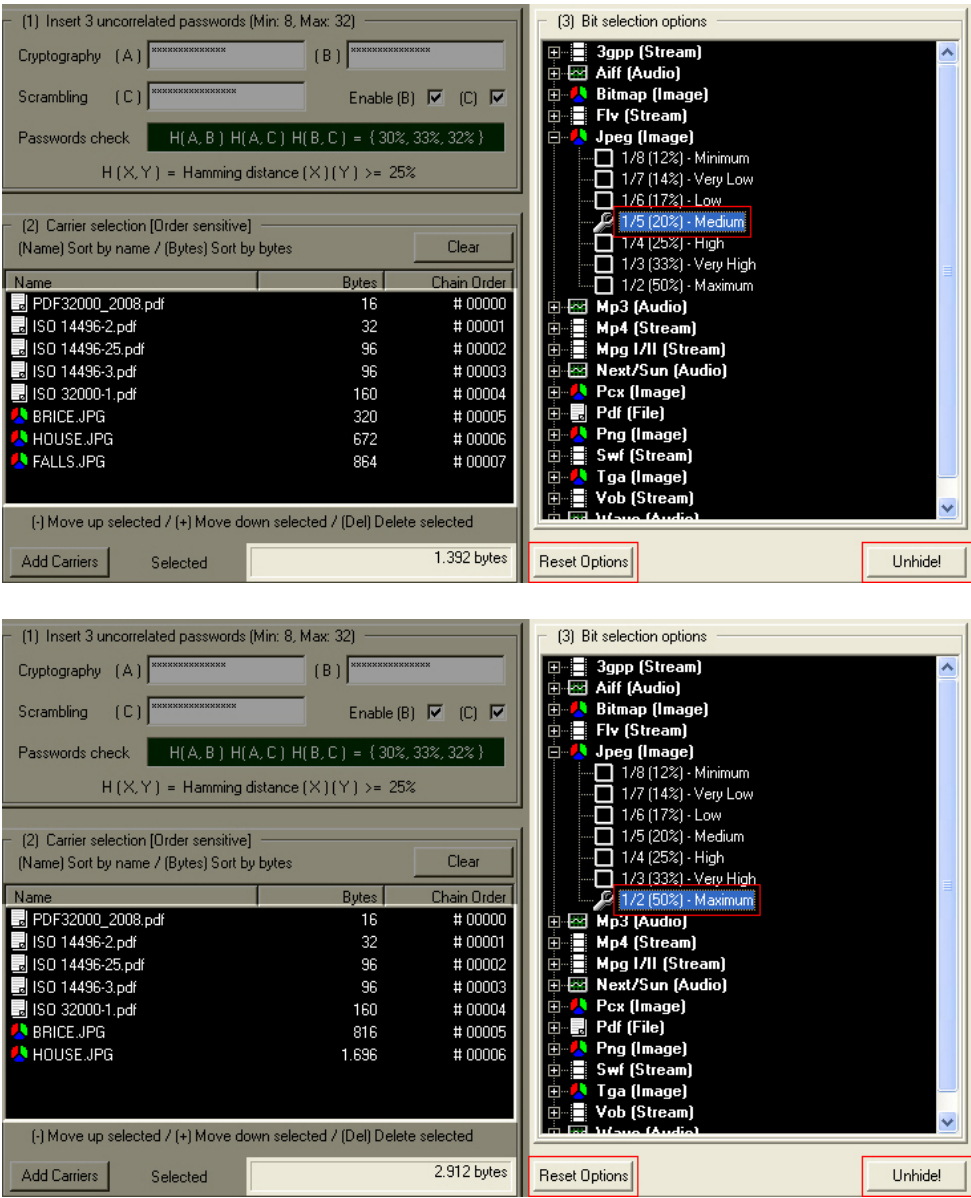 (1) Insert 3 uncorrelated passwords (Min: 8, Max: 32)
Cryptography (A) xxxxxxxxxxxxxx (B) xxxxxxxxxxxxxxx
Scrambling (C) xxxxxxxxxxxxxxxx Enable (B) (C)
Passwords check H(A,B) H(A,C) H(B,C) = {30%, 33%, 32%}
H(X,Y) = Hamming distance (X)(Y) >= 25%
(2) Carrier selection [Order sensitive]
(Name) Sort by name / (Bytes) Sort by bytes Clear
Name Bytes Chain Order
PDF32000_2008.pdf 16 # 00000
ISO 14496-2.pdf 32 # 00001
ISO 14496-25.pdf 96 # 00002
ISO 14496-3.pdf 96 # 00003
ISO 32000-1.pdf 160 # 00004
BRICE.JPG 320 # 00005
HOUSE.JPG 672 # 00006
FALLS.JPG 864 # 00007
(-) Move up selected / (+) Move down selected / (Del) Delete selected
Add Carriers Selected 1.392 bytes
(3) Bit selection options
3gpp (Stream)
Aiff (Audio)
Bitmap (Image)
Flv (Stream)
Jpeg (Image)
1/8 (12%) - Minimum
1/7 (14%) - Very Low
1/6 (17%) - Low
1/5 (20%) - Medium
1/4 (25%) - High
1/3 (33%) - Very High
1/2 (50%) - Maximum
Mp3 (Audio)
Mp4 (Stream)
Mpg I/II (Stream)
Next/Sun (Audio)
Pcx (Image)
Pdf (File)
Png (Image)
Swf (Stream)
Tga (Image)
Vob (Stream)
Wave (Audio)
Reset Options Unhide!
(1) Insert 3 uncorrelated passwords (Min: 8, Max: 32)
Cryptography (A) xxxxxxxxxxxxxx (B) xxxxxxxxxxxxxxx
Scrambling (C) xxxxxxxxxxxxxxxx Enable (B) (C)
Passwords check H(A,B) H(A,C) H(B,C) = {30%, 33%, 32%}
H(X,Y) = Hamming distance (X)(Y) >= 25%
(2) Carrier selection [Order sensitive]
(Name) Sort by name / (Bytes) Sort by bytes Clear
Name Bytes Chain Order
PDF32000_2008.pdf 16 # 00000
ISO 14496-2.pdf 32 # 00001
ISO 14496-25.pdf 96 # 00002
ISO 14496-3.pdf 96 # 00003
ISO 32000-1.pdf 160 # 00004
BRICE.JPG 816 # 00005
HOUSE.JPG 1.696 # 00006
(-) Move up selected / (+) Move down selected / (Del) Delete selected
Add Carriers Selected 2.912 bytes
(3) Bit selection options
3gpp (Stream)
Aiff (Audio)
Bitmap (Image)
Flv (Stream)
Jpeg (Image)
1/8 (12%) - Minimum
1/7 (14%) - Very Low
1/6 (17%) - Low
1/5 (20%) - Medium
1/4 (25%) - High
1/3 (33%) - Very High
1/2 (50%) - Maximum
Mp3 (Audio)
Mp4 (Stream)
Mpg I/II (Stream)
Next/Sun (Audio)
Pcx (Image)
Pdf (File)
Png (Image)
Swf (Stream)
Tga (Image)
Vob (Stream)
Wave (Audio)
Reset Options Unhide!